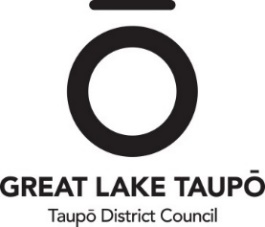 Ō
GREAT LAKE TAUPŌ
Taupō District Council